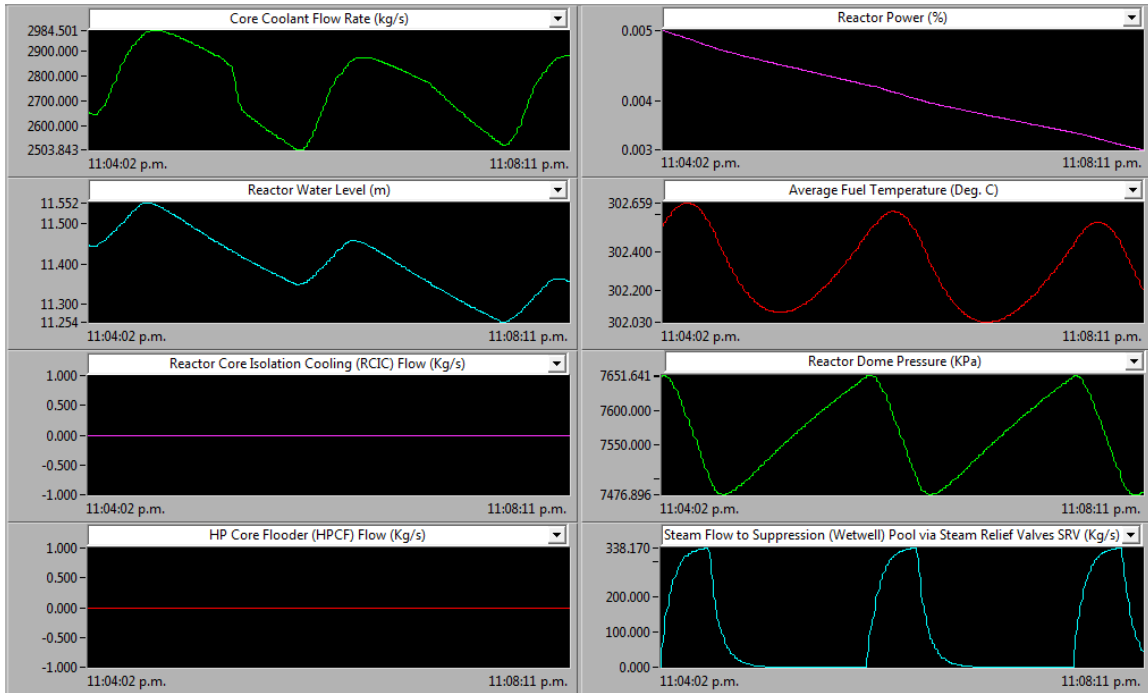 Core Coolant Flow Rate (kg/s)
2984.501
2900.000
2800.000
2700.000
2600.000
2503.843
11:04:02 p.m. 11:08:11 p.m.
Reactor Power (%)
0.005
0.004
0.003
11:04:02 p.m. 11:08:11 p.m.
Reactor Water Level (m)
11.552
11.500
11.400
11.300
11.254
11:04:02 p.m. 11:08:11 p.m.
Average Fuel Temperature (Deg. C)
302.659
302.400
302.200
302.030
11:04:02 p.m. 11:08:11 p.m.
Reactor Core Isolation Cooling (RCIC) Flow (Kg/s)
1.000
0.500
0.000
-0.500
-1.000
11:04:02 p.m. 11:08:11 p.m.
Reactor Dome Pressure (KPa)
7651.641
7600.000
7550.000
7476.896
11:04:02 p.m. 11:08:11 p.m.
HP Core Flooder (HPCF) Flow (Kg/s)
1.000
0.500
0.000
-0.500
-1.000
11:04:02 p.m. 11:08:11 p.m.
Steam Flow to Suppression (Wetwell) Pool via Steam Relief Valves SRV (Kg/s)
338.170
200.000
100.000
0.000
11:04:02 p.m. 11:08:11 p.m.